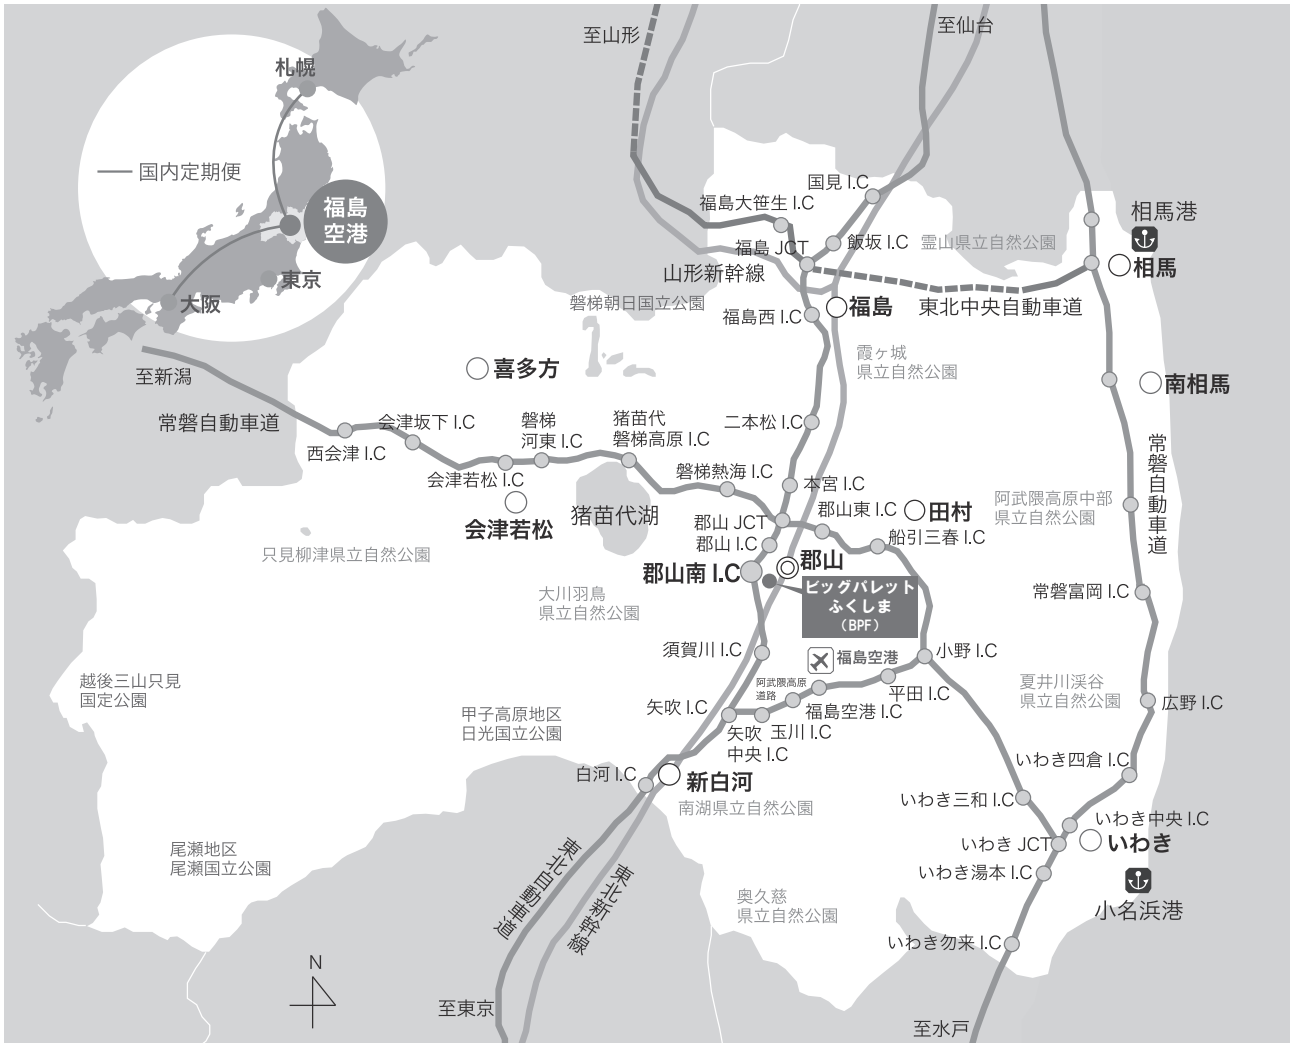 至山形
至仙台
札幌
国内定期便
福島
空港
東京
大阪
国見 I.C
福島大笹生 I.C
相馬港
福島 JCT
飯坂 I.C
霊山県立自然公園
山形新幹線
相馬
磐梯朝日国立公園
福島西 I.C
福島
東北中央自動車道
霞ヶ城
県立自然公園
至新潟
喜多方
南相馬
常磐自動車道
会津坂下 I.C
磐梯
河東 I.C
猪苗代
磐梯高原 I.C
二本松 I.C
西会津 I.C
会津若松 I.C
磐梯熱海 I.C
本宮 I.C
常磐自動車道
会津若松
猪苗代湖
郡山 JCT
郡山東 I.C
田村
阿武隈高原中部
県立自然公園
只見柳津県立自然公園
郡山 I.C
船引三春 I.C
郡山南 I.C
郡山
ビッグパレット
ふくしま
（BPF）
大川羽鳥
県立自然公園
常磐富岡 I.C
須賀川 I.C
福島空港
小野 I.C
越後三山只見
国定公園
阿武隈高原
道路
平田 I.C
夏井川渓谷
県立自然公園
広野 I.C
矢吹 I.C
福島空港 I.C
甲子高原地区
日光国立公園
矢吹
中央 I.C
玉川 I.C
いわき四倉 I.C
白河 I.C
新白河
いわき三和 I.C
南湖県立自然公園
いわき中央 I.C
いわき JCT
いわき
尾瀬地区
尾瀬国立公園
東北自動車道
東北新幹線
いわき湯本 I.C
奥久慈
県立自然公園
小名浜港
いわき勿来 I.C
N
至東京
至水戸